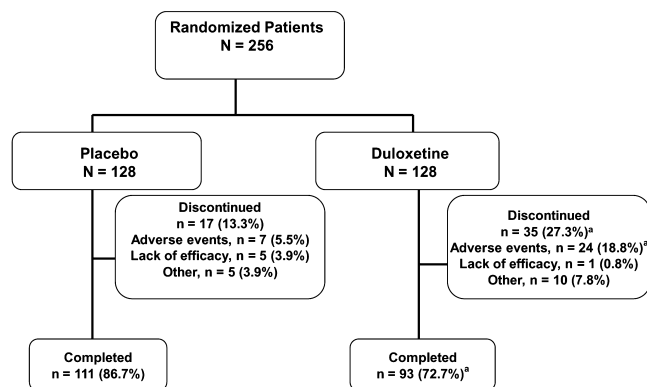 Randomized Patients
N = 256
Placebo
N = 128
Duloxetine
N = 128
Discontinued
n = 17 (13.3%)
Adverse events, n = 7 (5.5%)
Lack of efficacy, n = 5 (3.9%)
Other, n = 5 (3.9%)
Discontinued
n = 35 (27.3%)ᵃ
Adverse events, n = 24 (18.8%)ᵃ
Lack of efficacy, n = 1 (0.8%)
Other, n = 10 (7.8%)
Completed
n = 111 (86.7%)
Completed
n = 93 (72.7%)ᵃ